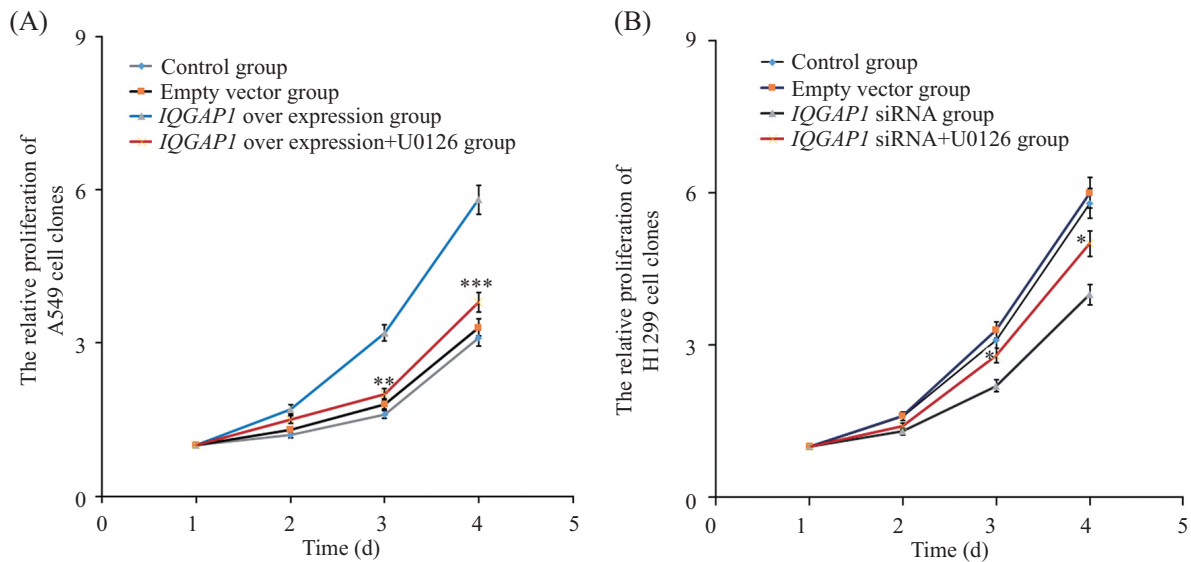 (A)
9
Control group
Empty vector group
IQGAP1 over expression group
IQGAP1 over expression+U0126 group
The relative proliferation of
A549 cell clones
6
3
0
***
**
0 1 2 3 4 5
Time (d)
(B)
9
Control group
Empty vector group
IQGAP1 siRNA group
IQGAP1 siRNA+U0126 group
The relative proliferation of
H1299 cell clones
6
3
0
*
*
0 1 2 3 4 5
Time (d)